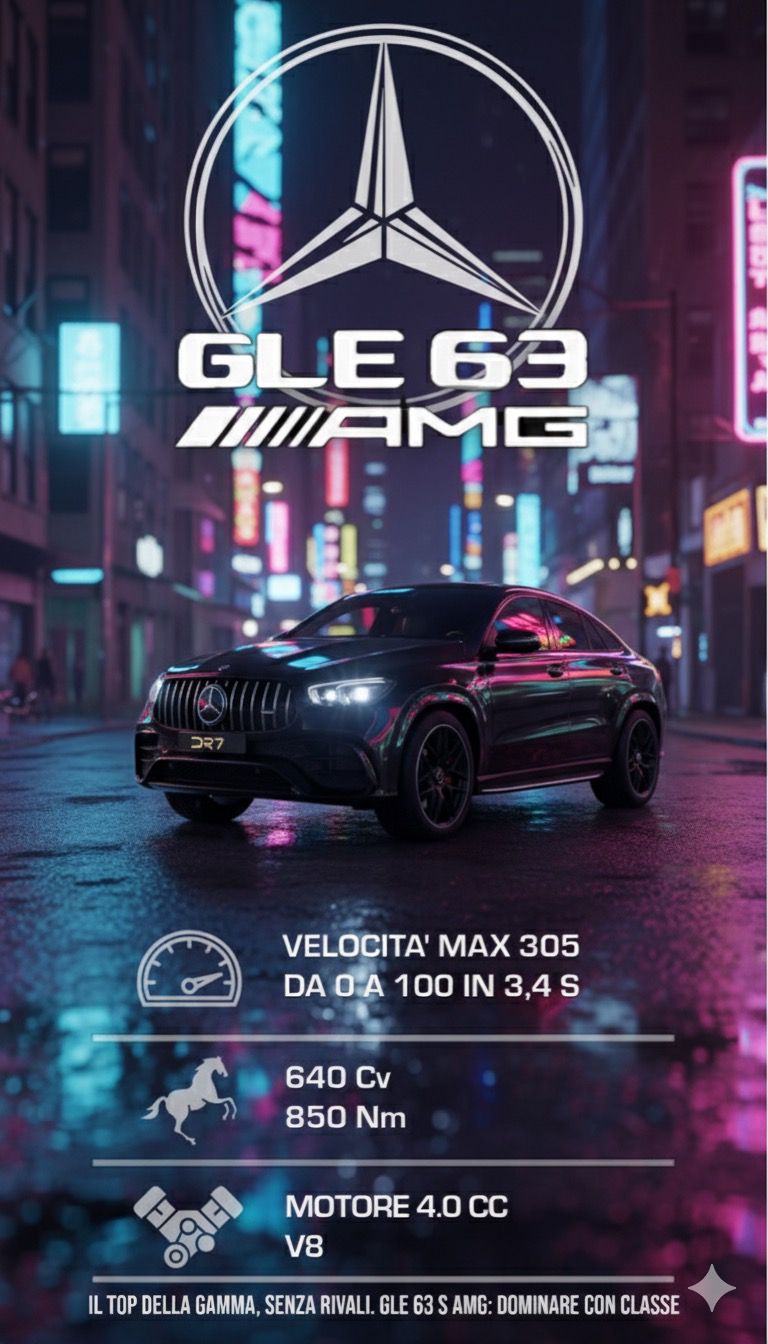 GLE 63
AMG
DR7
VELOCITA' MAX 305
DA 0 A 100 IN 3,4 S
640 Cv
850 Nm
MOTORE 4.0 CC
V8
IL TOP DELLA GAMMA, SENZA RIVALI. GLE 63 S AMG: DOMINARE CON CLASSE